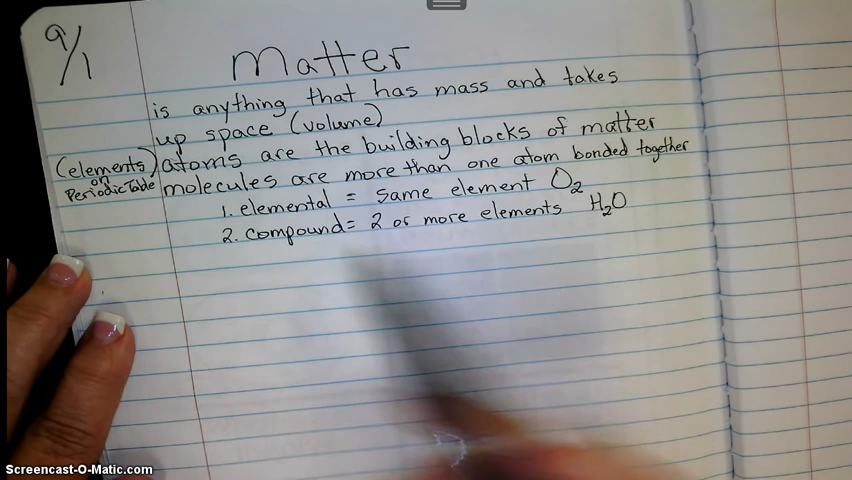 9/1
Matter
is anything that has mass and takes
up space (volume)
(elements) atoms are the building blocks of matter
on
Periodic Table
molecules are more than one atom bonded together
1. elemental = same element O₂
2. compound = 2 or more elements H₂O
Screencast-O-Matic.com